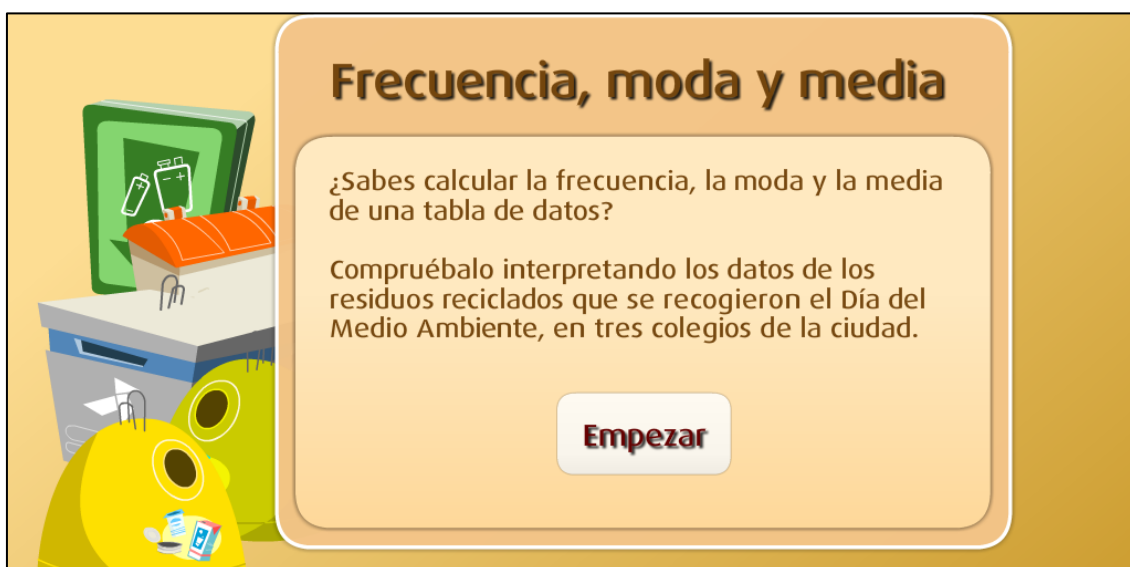 Frecuencia, moda y media
¿Sabes calcular la frecuencia, la moda y la media
de una tabla de datos?
Compruébalo interpretando los datos de los
residuos reciclados que se recogieron el Día del
Medio Ambiente, en tres colegios de la ciudad.
Empezar